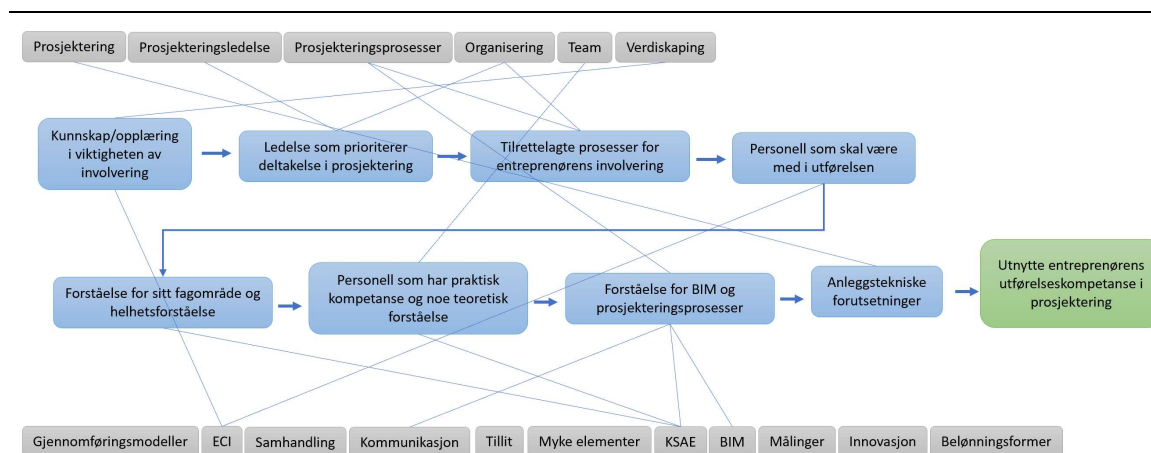 Prosjektering Prosjekteringsledelse Prosjekteringsprosesser Organisering Team Verdiskaping
Kunnskap/opplæring
i viktigheten av
involvering
Ledelse som prioriterer
deltakelse i prosjektering
Tilrettelagte prosesser for
entreprenørens involvering
Personell som skal være
med i utførelsen
Forståelse for sitt fagområde og
helhetsforståelse
Personell som har praktisk
kompetanse og noe teoretisk
forståelse
Forståelse for BIM og
prosjekteringsprosesser
Anleggstekniske
forutsetninger
Utnytte entreprenørens
utførelseskompetanse i
prosjektering
Gjennomføringsmodeller ECI Samhandling Kommunikasjon Tillit Myke elementer KSAE BIM Målinger Innovasjon Belønningsformer